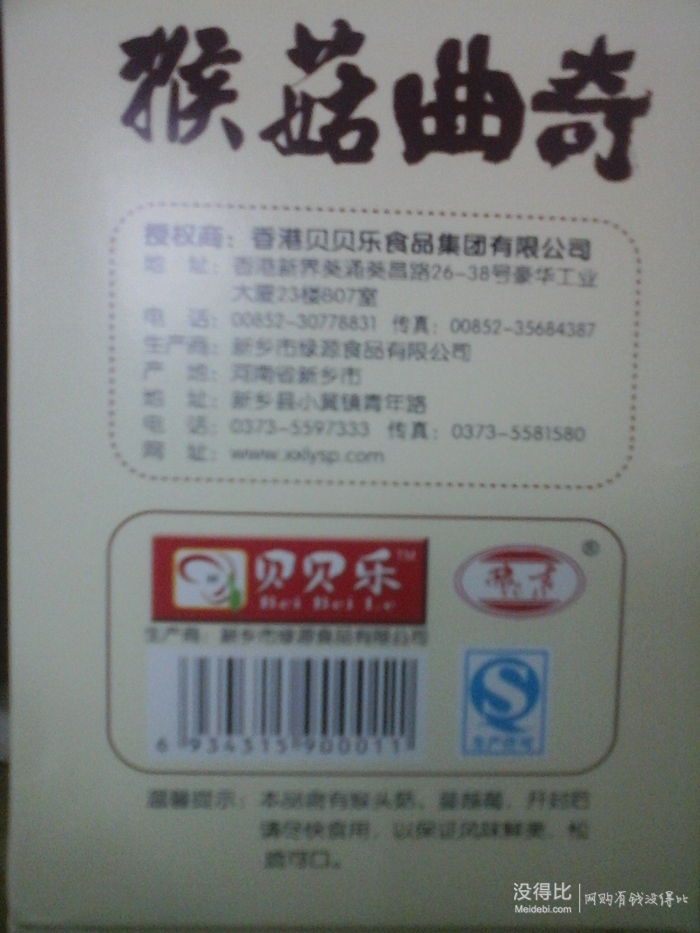 猴菇曲奇
授权商：香港贝贝乐食品集团有限公司
地 址：香港新界葵涌葵昌路26-38号豪华工业
大厦23楼807室
电 话：00852-30778831 传真：00852-35684387
生产商：新乡市绿源食品有限公司
产 地：河南省新乡市
地 址：新乡县小冀镇青年路
电 话：0373-5597333 传真：0373-5581580
网 址：www.xxlysp.com
贝贝乐™
Bei Bei Le
®
生产商：新乡市绿源食品有限公司
6 934315 900011
生产许可
温馨提示：本品含有猴头菇、蔓越莓，开封后
请尽快食用，以保证风味鲜美，松
脆可口。
没得比
Meidebi.com
网购有钱没得比